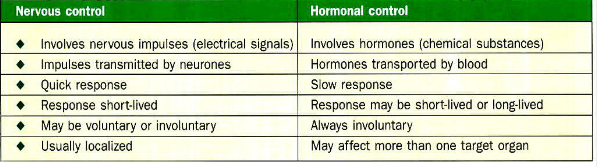 Nervous control Hormonal control
◆ Involves nervous impulses (electrical signals) Involves hormones (chemical substances)
◆ Impulses transmitted by neurones Hormones transported by blood
◆ Quick response Slow response
◆ Response short-lived Response may be short-lived or long-lived
◆ May be voluntary or involuntary Always involuntary
◆ Usually localized May affect more than one target organ